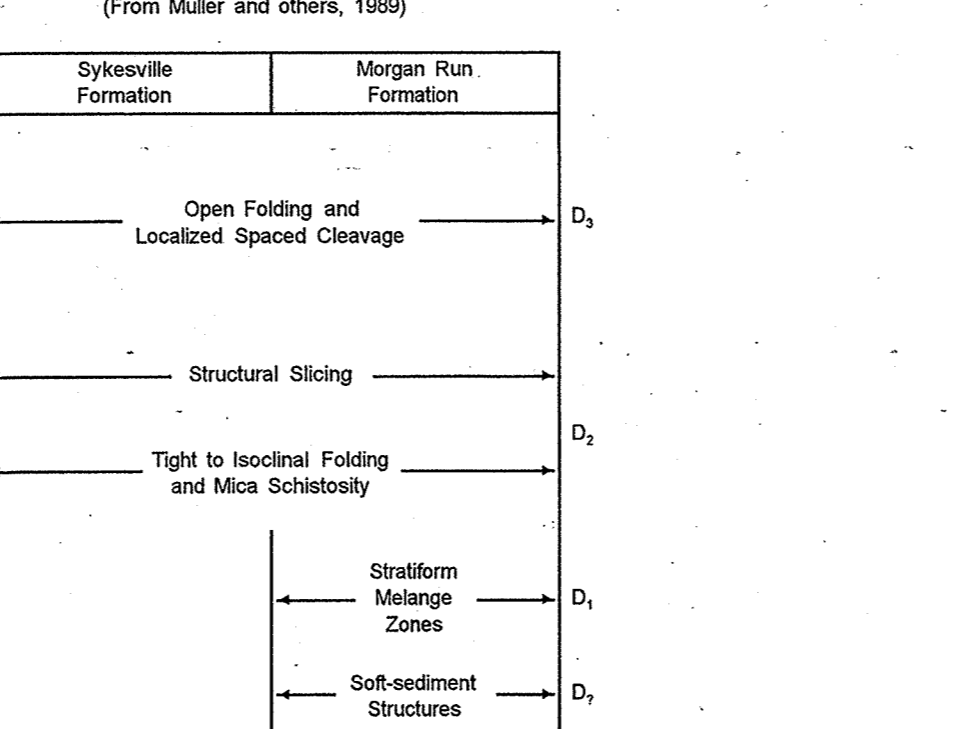 (From Muller and others, 1989)
Sykesville
Formation
Morgan Run
Formation
Open Folding and
Localized Spaced Cleavage
D₃
Structural Slicing
D₂
Tight to Isoclinal Folding
and Mica Schistosity
Stratiform
Melange
Zones
D₁
Soft-sediment
Structures
D?